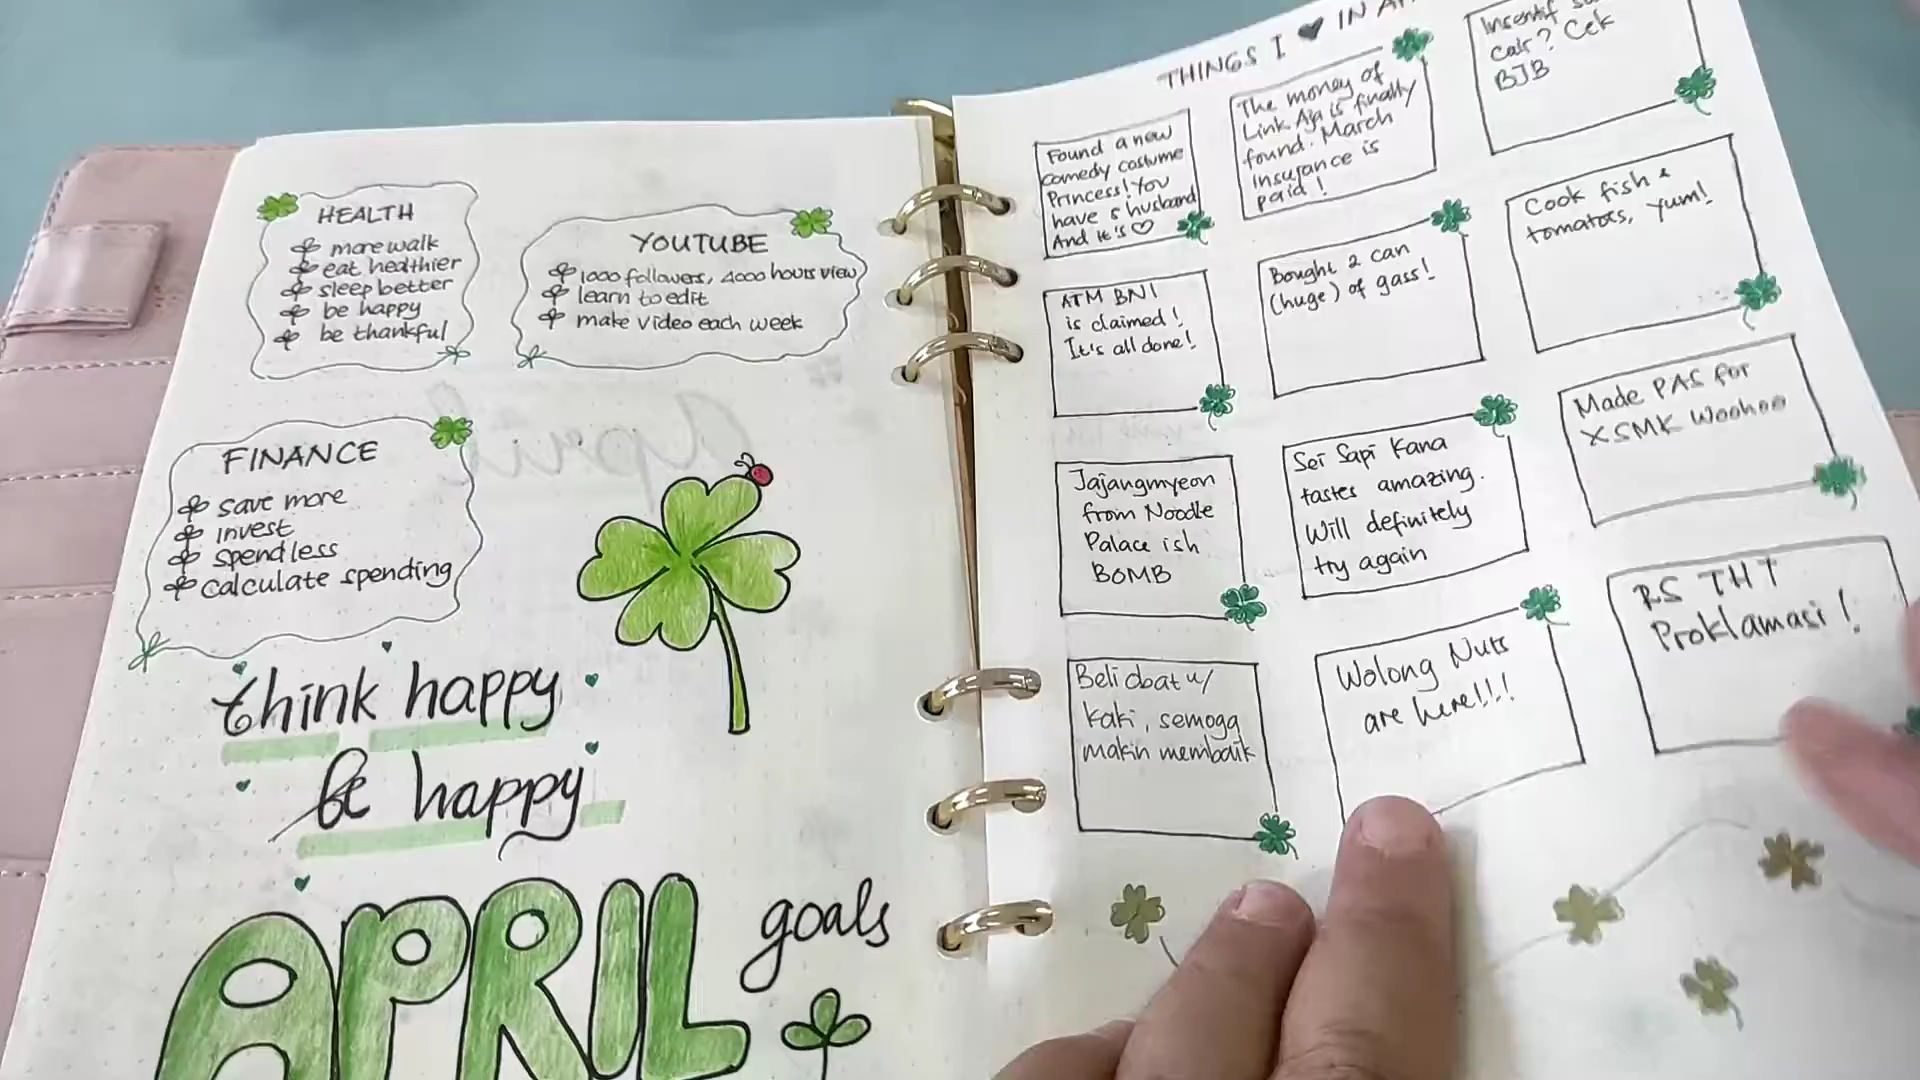 HEALTH
more walk
eat healthier
sleep better
be happy
be thankful
YOUTUBE
1000 followers, 4000 hours view
learn to edit
make video each week
FINANCE
save more
invest
spend less
calculate spending
think happy
be happy
APRIL
goals
April
THINGS I ♥ IN
Found a new
comedy costume
Princess! You
have 5 husband
And it's ♡
The money of
Link Aja is finally
found. March
insurance is
paid!
Insentif
cair? Cek
BJB
ATM BNI
is claimed!
It's all done!
Bought 2 can
(huge) of gass!
Cook fish &
tomatoes, yum!
Jajangmyeon
from Noodle
Palace ish
BOMB
Sei Sapi Kana
tastes amazing.
Will definitely
try again
Made PAS for
X SMK Woohoo
Beli obat u/
kaki, semoga
makin membaik
Wolong Nuts
are here!!!
RS THT
Proklamasi!